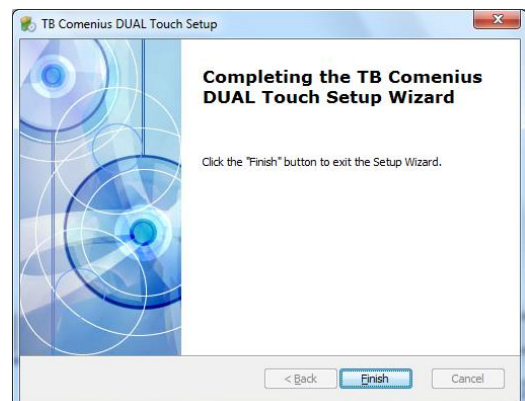 TB Comenius DUAL Touch Setup
Completing the TB Comenius
DUAL Touch Setup Wizard
Click the "Finish" button to exit the Setup Wizard.
< Back Finish Cancel